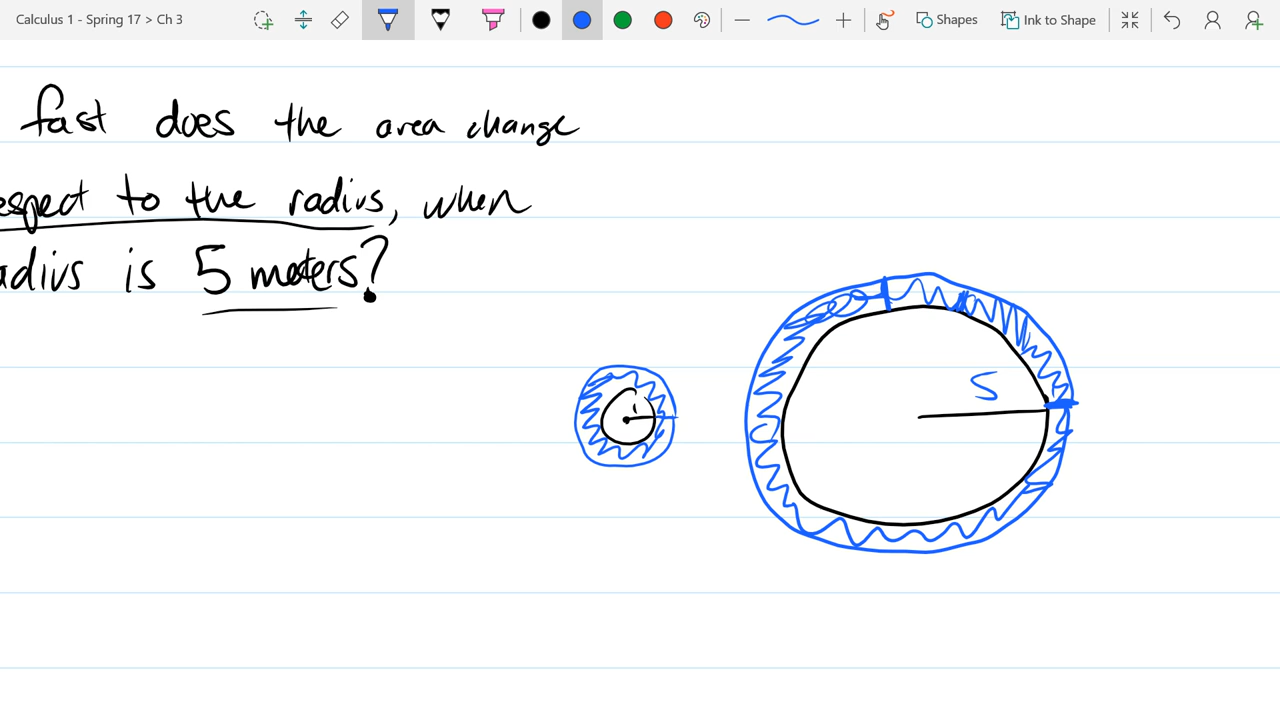 Calculus 1 - Spring 17 > Ch 3
Shapes
Ink to Shape
fast does the area change
espect to the radius, when
adius is 5 meters?
1
5